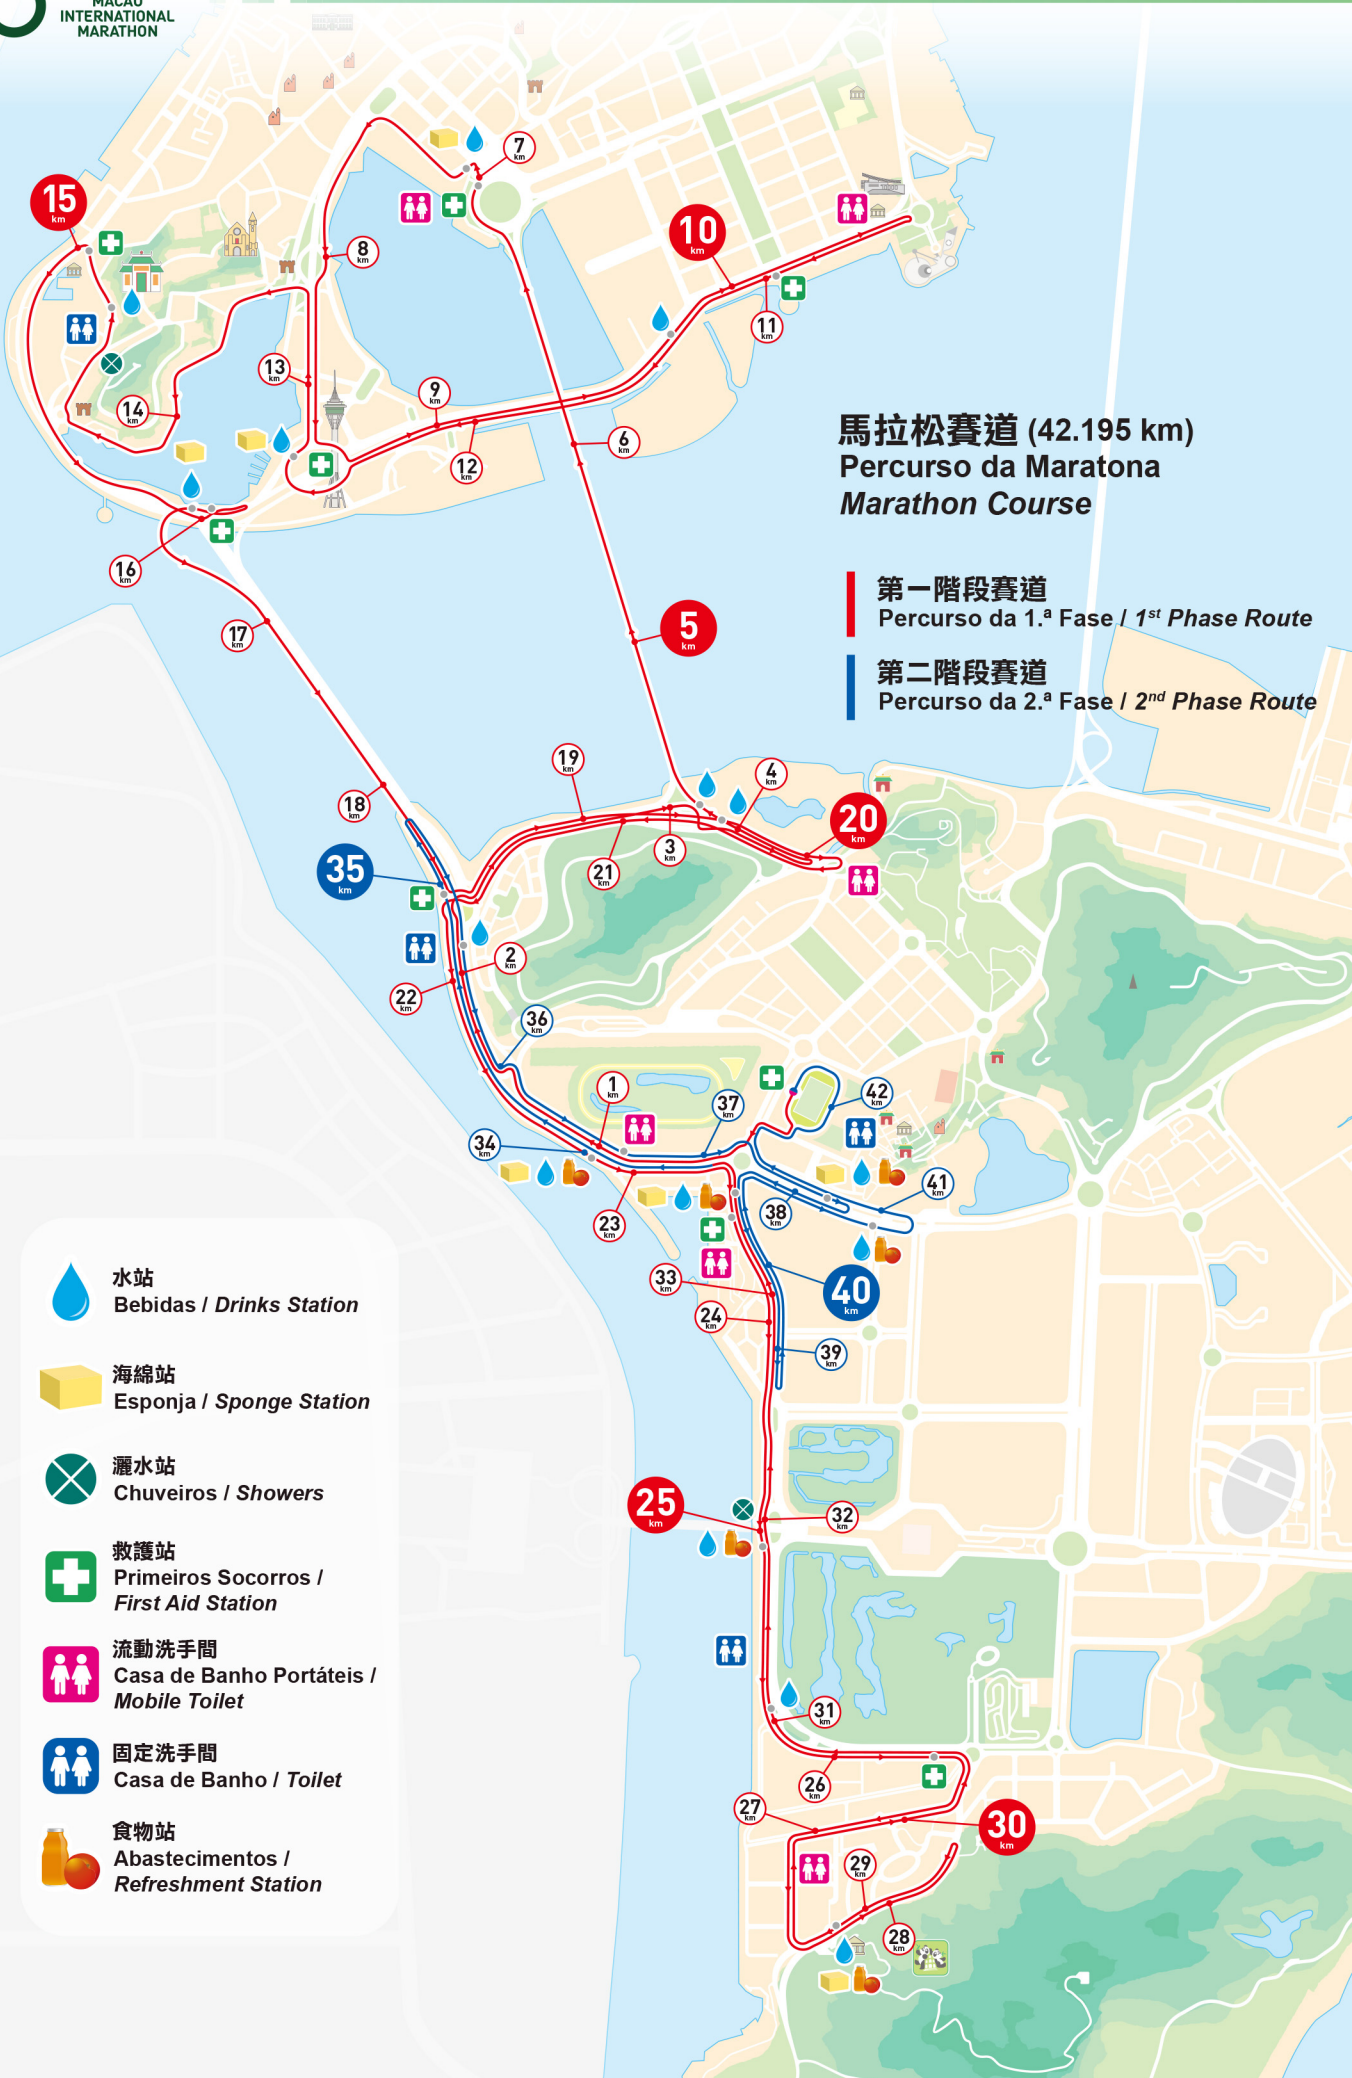 MACAO
INTERNATIONAL
MARATHON
7
km
15
km
10
km
8
km
11
km
13
km
9
km
14
km
6
km
12
km
馬拉松賽道 (42.195 km)
Percurso da Maratona
Marathon Course
16
km
第一階段賽道
Percurso da 1.ª Fase / 1st Phase Route
17
km
5
km
第二階段賽道
Percurso da 2.ª Fase / 2nd Phase Route
19
km
4
km
18
km
20
km
3
km
21
km
35
km
2
km
22
km
36
km
1
km
42
km
37
km
34
km
41
km
38
km
23
km
33
km
40
km
24
km
39
km
水站
Bebidas / Drinks Station
海綿站
Esponja / Sponge Station
灑水站
Chuveiros / Showers
25
km
32
km
救護站
Primeiros Socorros /
First Aid Station
流動洗手間
Casa de Banho Portáteis /
Mobile Toilet
31
km
固定洗手間
Casa de Banho / Toilet
26
km
27
km
30
km
食物站
Abastecimentos /
Refreshment Station
29
km
28
km